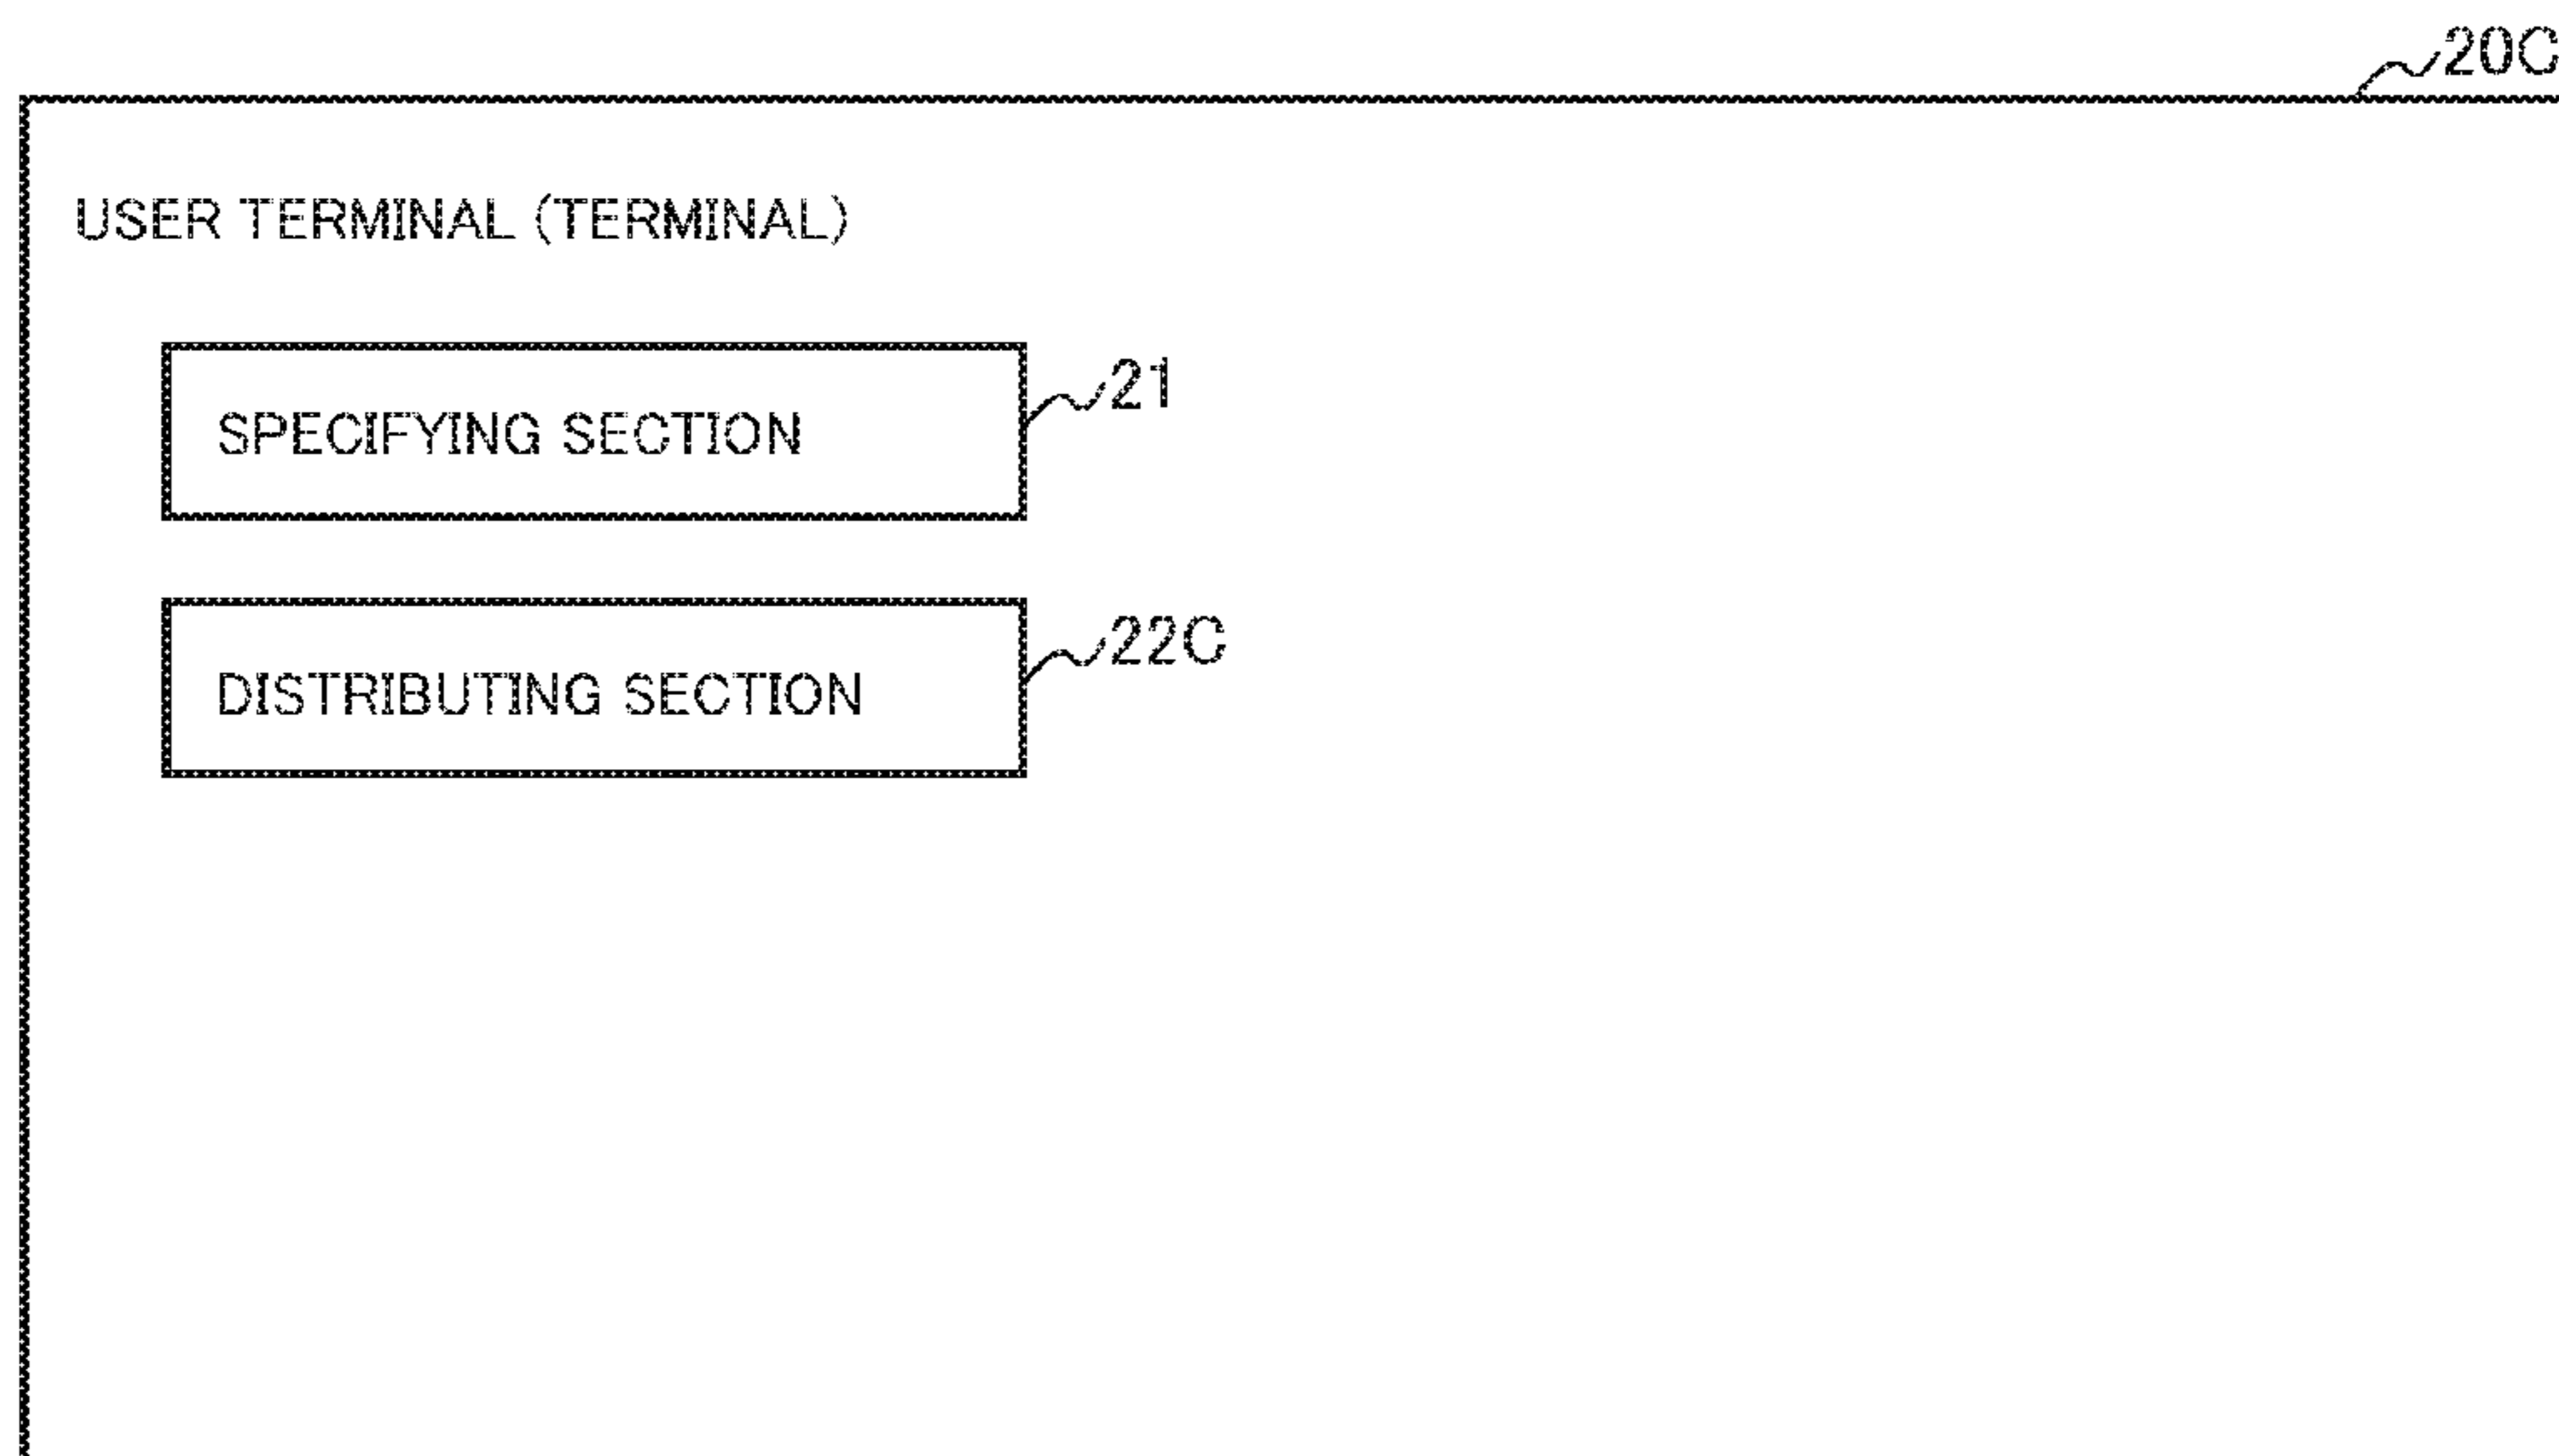 20C
USER TERMINAL (TERMINAL)
21
SPECIFYING SECTION
22C
DISTRIBUTING SECTION